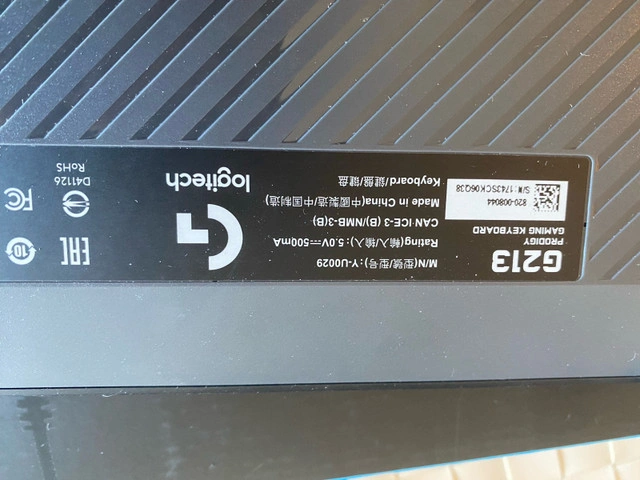 G213
PRODIGY
GAMING KEYBOARD
820-008044
S/N:1743SCK06Q38
M/N(型號/型号):Y-U0029
Rating(輸入/输入):5.0V⎓500mA
CAN ICE-3 (B)/NMB-3(B)
Made in China(中國製造/中国制造)
Keyboard/鍵盤/键盘
G
logitech
EAC
10
D41126
RoHS
FC